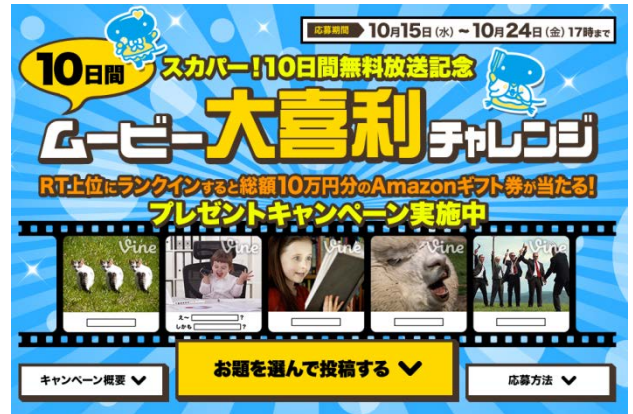 応募期間 10月15日（水）～10月24日（金）17時まで
10日間
スカパー！10日間無料放送記念
ムービー大喜利チャレンジ
RT上位にランクインすると総額10万円分のAmazonギフト券が当たる！
プレゼントキャンペーン実施中
Vine Vine Vine Vine Vine
え～ ？
しかも ？
お題を選んで投稿する
キャンペーン概要
応募方法